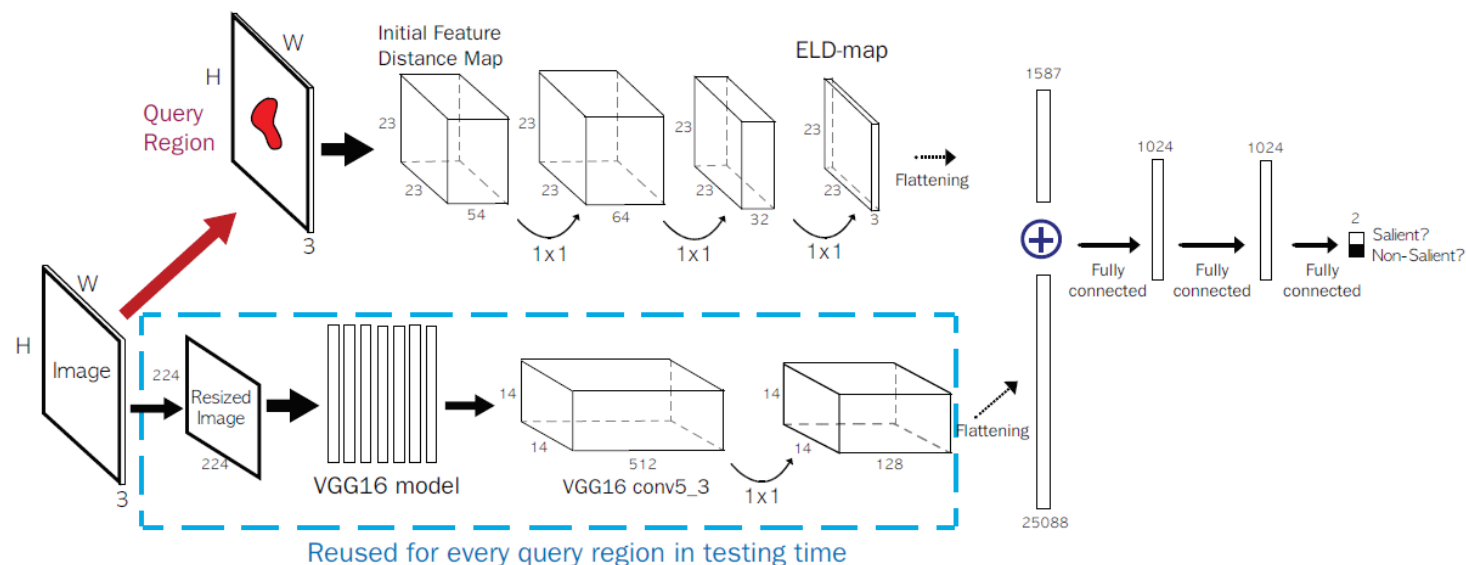 W
H
Query
Region
3
Initial Feature
Distance Map
23
23
54
1x1
23
23
64
1x1
23
23
32
1x1
ELD-map
23
23
3
Flattening
1587
1024
1024
2
Salient?
Non-Salient?
Fully
connected
Fully
connected
Fully
connected
W
H
Image
3
224
Resized
Image
224
VGG16 model
14
14
512
VGG16 conv5_3
1x1
14
14
128
Flattening
25088
Reused for every query region in testing time